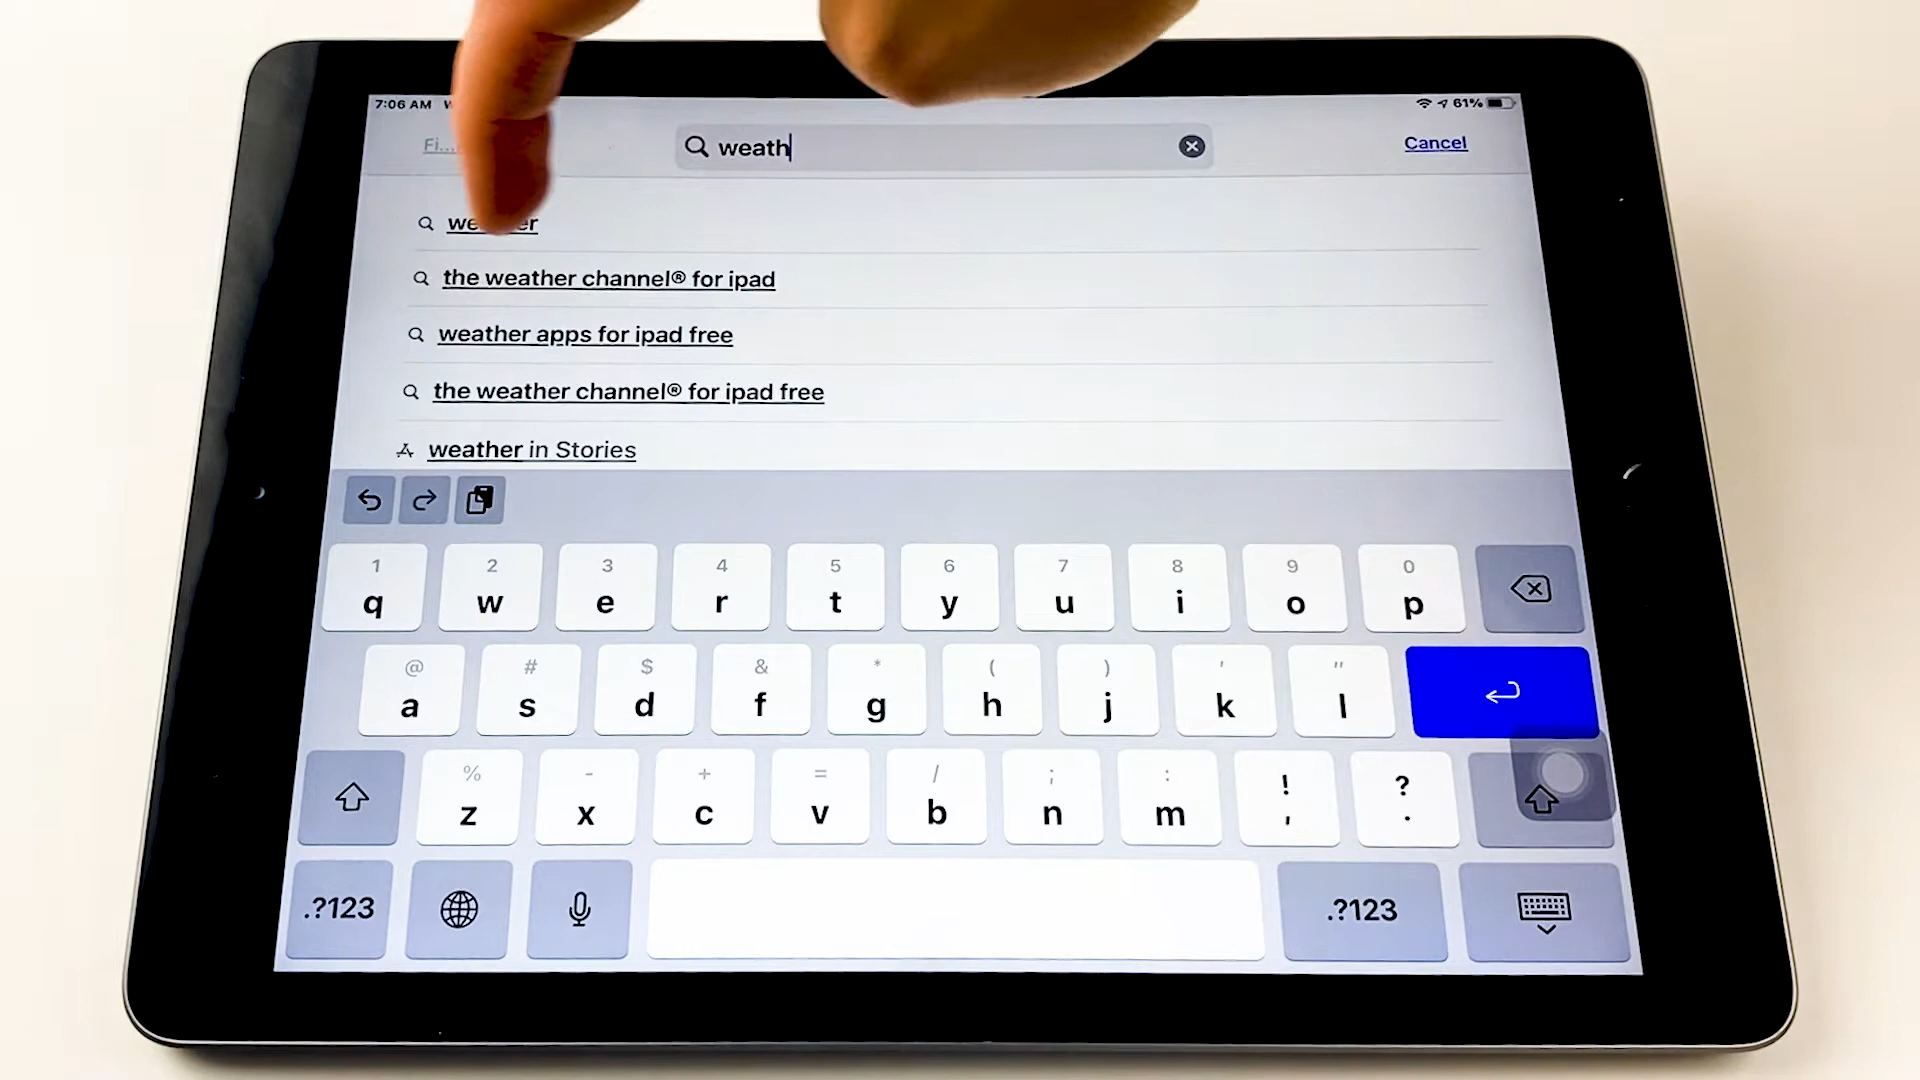 7:06 AM
61%
Fi...
weath
Cancel
the weather channel® for ipad
weather apps for ipad free
the weather channel® for ipad free
weather in Stories
1 2 3 4 5 6 7 8 9 0
q w e r t y u i o p
@ # $ & * ( ) ' "
a s d f g h j k l
% - + = / ; : ! ?
z x c v b n m , .
.?123 .?123